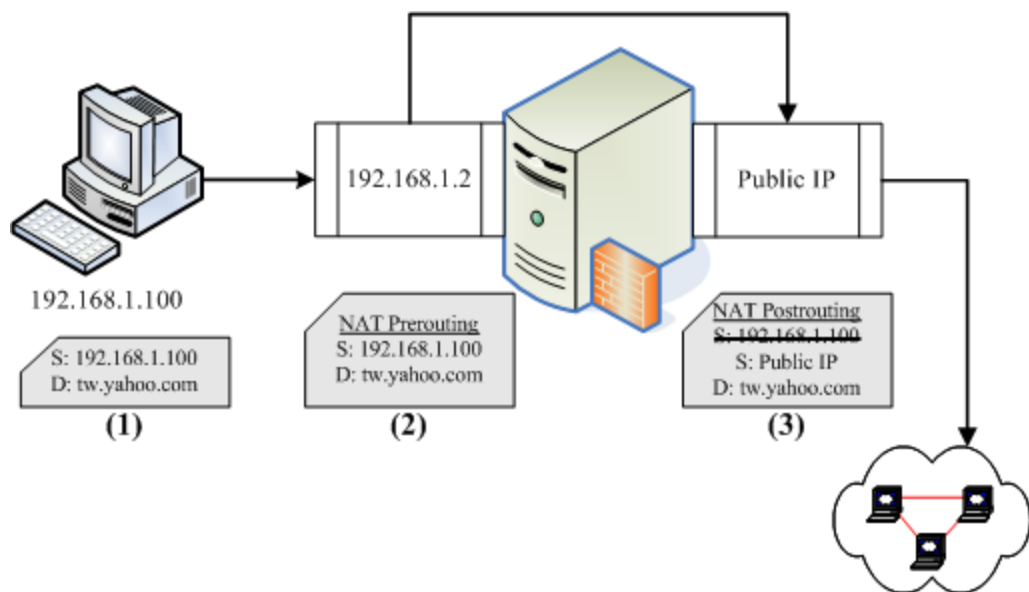 192.168.1.2
Public IP
192.168.1.100
S: 192.168.1.100
D: tw.yahoo.com
(1)
NAT Prerouting
S: 192.168.1.100
D: tw.yahoo.com
(2)
NAT Postrouting
S: 192.168.1.100
S: Public IP
D: tw.yahoo.com
(3)